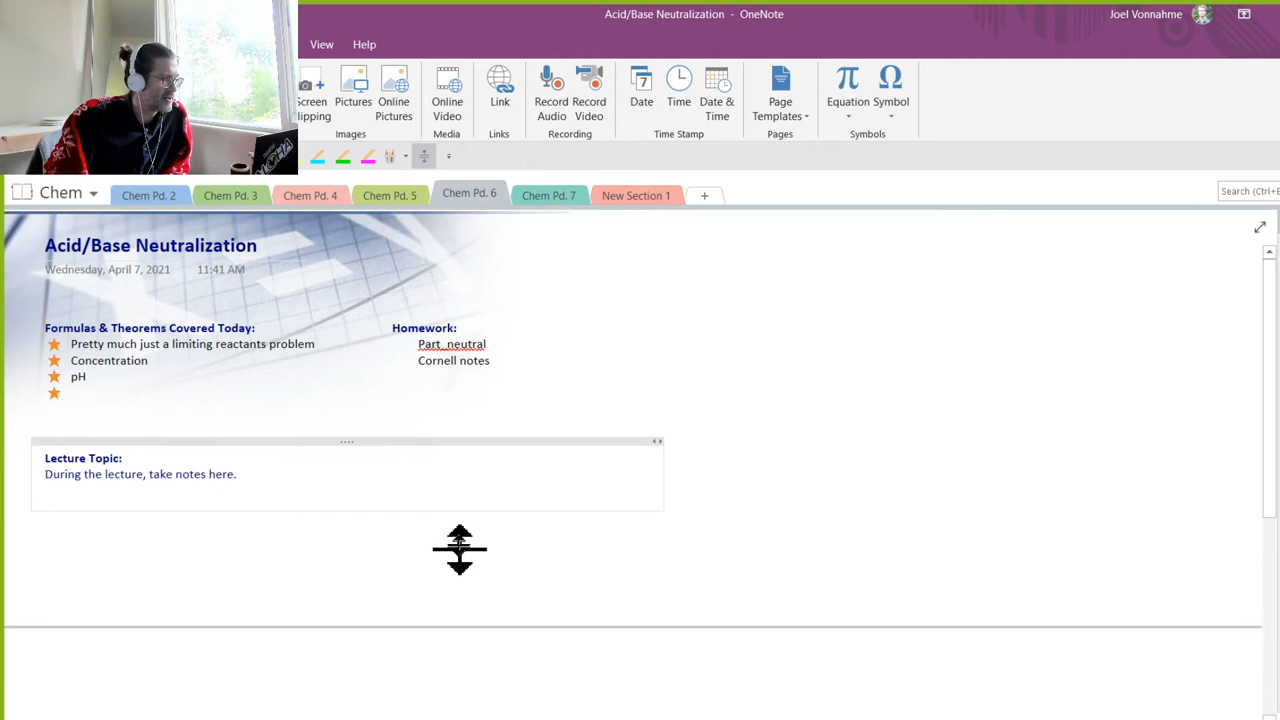 Acid/Base Neutralization - OneNote
Joel Vonnahme
View
Help
Pictures
Online Pictures
Online Video
Link
Record Audio
Record Video
Date
Time
Date & Time
Page Templates
Equation
Symbol
Images
Media
Links
Recording
Time Stamp
Pages
Symbols
Chem
Chem Pd. 2
Chem Pd. 3
Chem Pd. 4
Chem Pd. 5
Chem Pd. 6
Chem Pd. 7
New Section 1
+
Search (Ctrl+E
Acid/Base Neutralization
Wednesday, April 7, 2021
11:41 AM
Formulas & Theorems Covered Today:
Pretty much just a limiting reactants problem
Concentration
pH
Homework:
Part_neutral
Cornell notes
Lecture Topic:
During the lecture, take notes here.